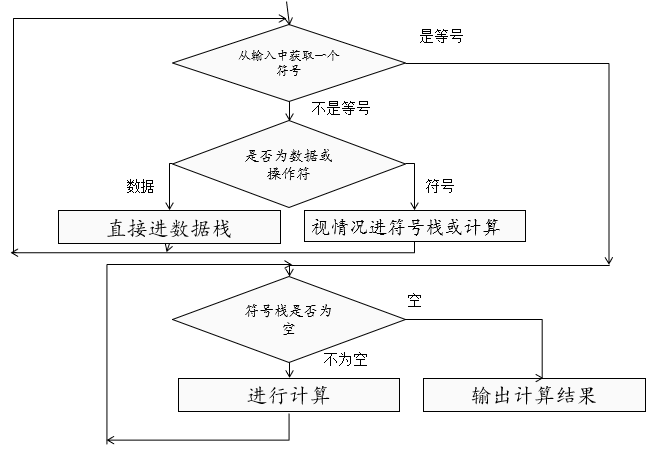 从输入中获取一个
符号
是等号
不是等号
是否为数据或
操作符
数据
符号
直接进数据栈
视情况进符号栈或计算
符号栈是否为
空
空
不为空
进行计算
输出计算结果